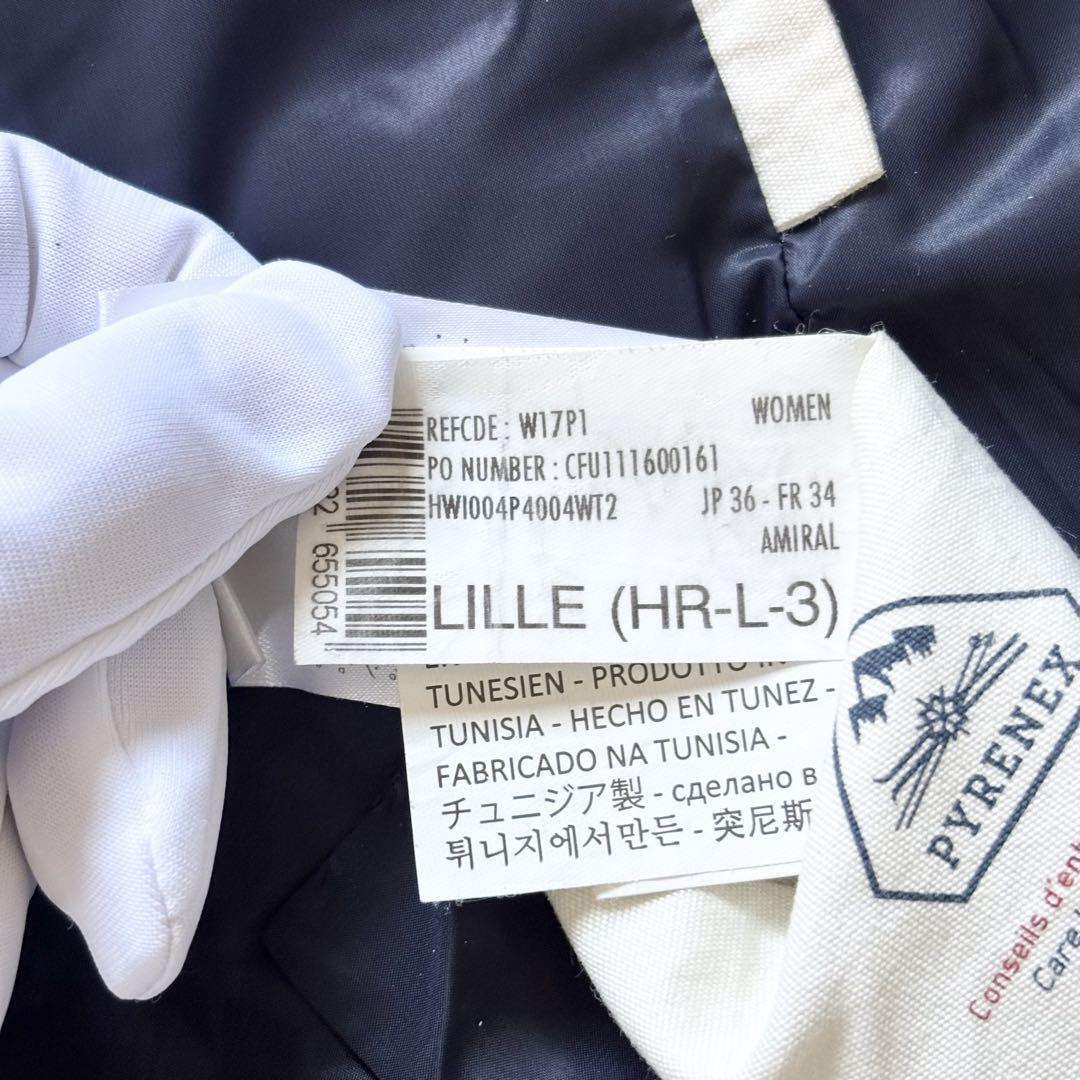 REFCDE : W17P1
WOMEN
PO NUMBER : CFU111600161
HWI004P4004WT2
JP 36 - FR 34
AMIRAL
LILLE (HR-L-3)
655054
TUNESIEN - PRODOTTO IN
TUNISIA - HECHO EN TUNEZ -
FABRICADO NA TUNISIA -
チュニジア製 - сделано в
튀니지에서만든 - 突尼斯
PYRENEX
Conseils d'ent
Care